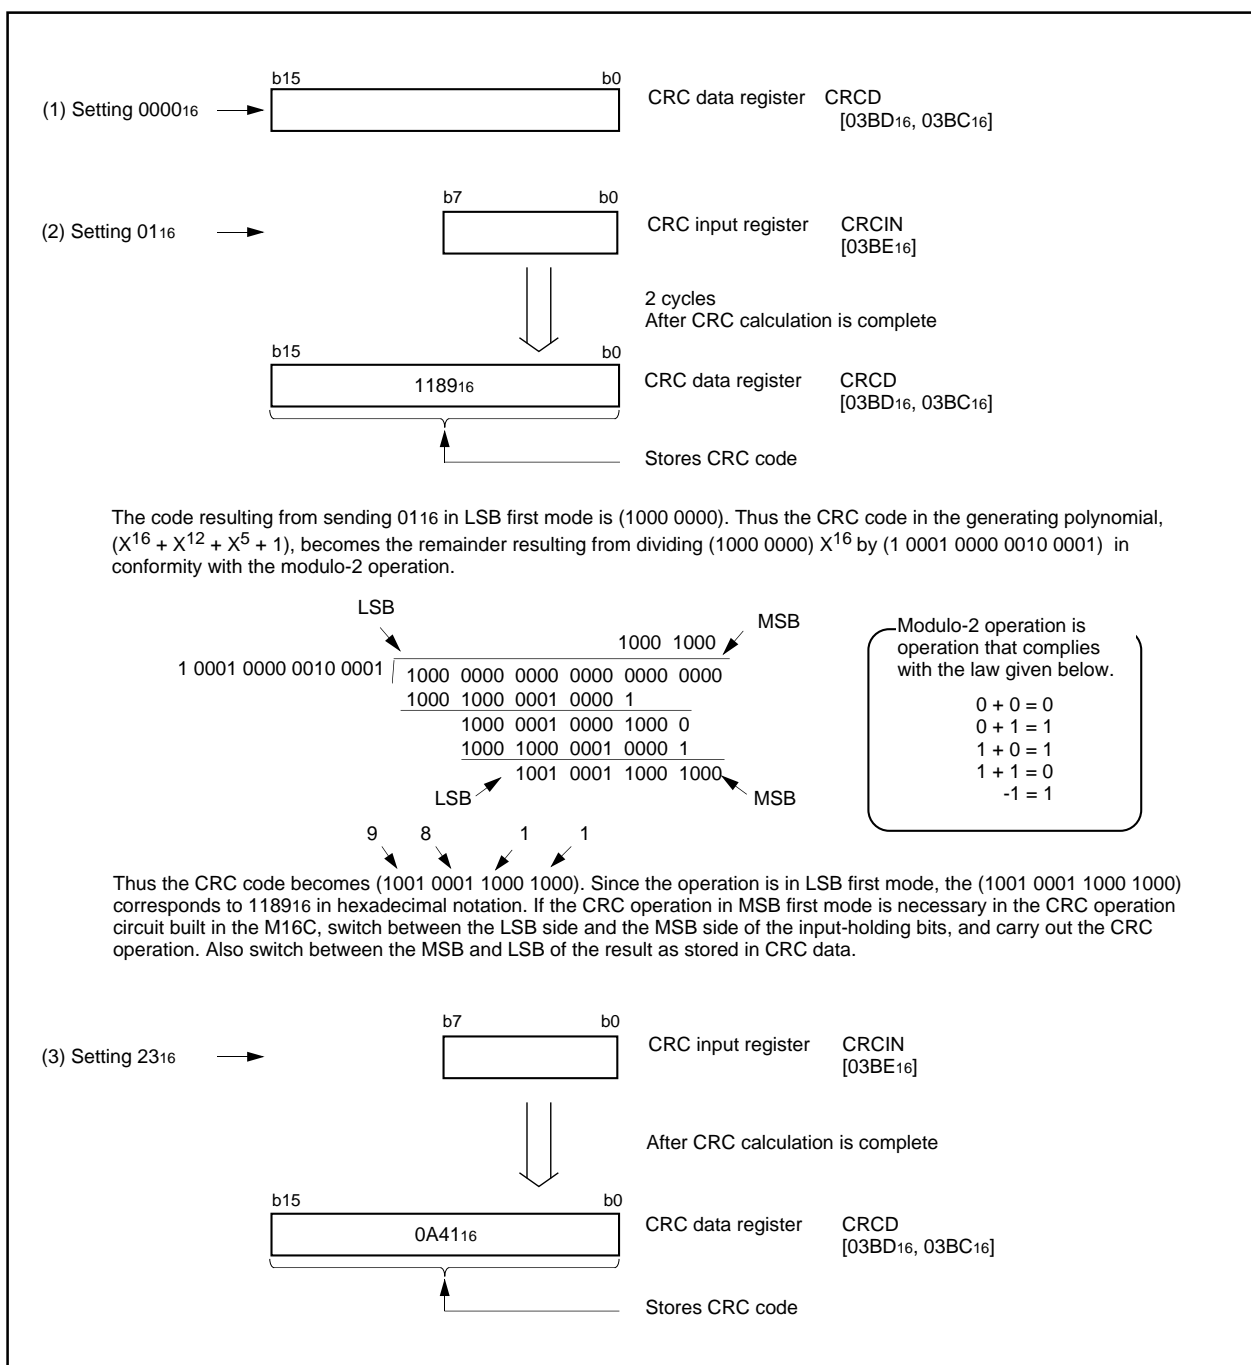 b15 b0
(1) Setting 0000₁₆ CRC data register CRCD
[03BD₁₆, 03BC₁₆]
b7 b0
(2) Setting 01₁₆ CRC input register CRCIN
[03BE₁₆]
2 cycles
After CRC calculation is complete
b15 b0
1189₁₆ CRC data register CRCD
[03BD₁₆, 03BC₁₆]
Stores CRC code
The code resulting from sending 01₁₆ in LSB first mode is (1000 0000). Thus the CRC code in the generating polynomial,
(X¹⁶ + X¹² + X⁵ + 1), becomes the remainder resulting from dividing (1000 0000) X¹⁶ by (1 0001 0000 0010 0001) in
conformity with the modulo-2 operation.
LSB MSB
1000 1000
1 0001 0000 0010 0001 1000 0000 0000 0000 0000 0000
1000 1000 0001 0000 1
1000 0001 0000 1000 0
1000 1000 0001 0000 1
1001 0001 1000 1000
LSB MSB
Modulo-2 operation is
operation that complies
with the law given below.
0 + 0 = 0
0 + 1 = 1
1 + 0 = 1
1 + 1 = 0
-1 = 1
9 8 1 1
Thus the CRC code becomes (1001 0001 1000 1000). Since the operation is in LSB first mode, the (1001 0001 1000 1000)
corresponds to 1189₁₆ in hexadecimal notation. If the CRC operation in MSB first mode is necessary in the CRC operation
circuit built in the M16C, switch between the LSB side and the MSB side of the input-holding bits, and carry out the CRC
operation. Also switch between the MSB and LSB of the result as stored in CRC data.
b7 b0
(3) Setting 23₁₆ CRC input register CRCIN
[03BE₁₆]
After CRC calculation is complete
b15 b0
0A41₁₆ CRC data register CRCD
[03BD₁₆, 03BC₁₆]
Stores CRC code